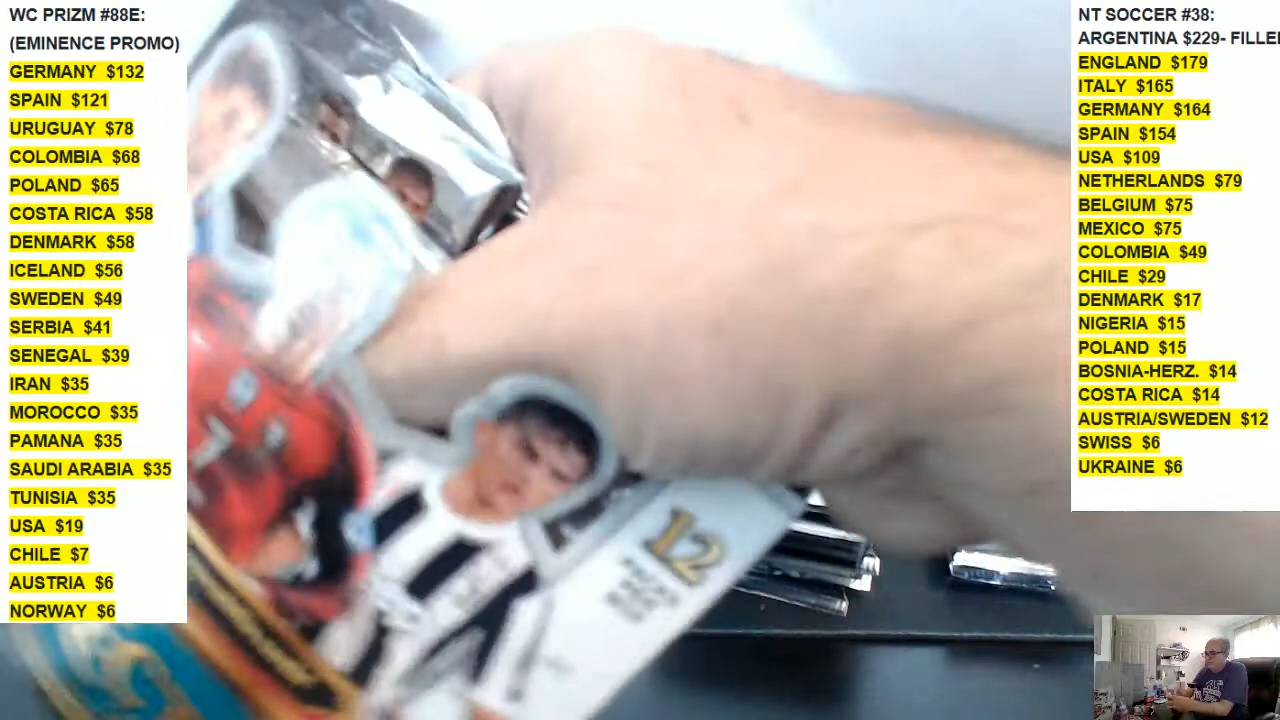 WC PRIZM #88E:
(EMINENCE PROMO)
GERMANY $132
SPAIN $121
URUGUAY $78
COLOMBIA $68
POLAND $65
COSTA RICA $58
DENMARK $58
ICELAND $56
SWEDEN $49
SERBIA $41
SENEGAL $39
IRAN $35
MOROCCO $35
PAMANA $35
SAUDI ARABIA $35
TUNISIA $35
USA $19
CHILE $7
AUSTRIA $6
NORWAY $6
NT SOCCER #38:
ARGENTINA $229- FILLE
ENGLAND $179
ITALY $165
GERMANY $164
SPAIN $154
USA $109
NETHERLANDS $79
BELGIUM $75
MEXICO $75
COLOMBIA $49
CHILE $29
DENMARK $17
NIGERIA $15
POLAND $15
BOSNIA-HERZ. $14
COSTA RICA $14
AUSTRIA/SWEDEN $12
SWISS $6
UKRAINE $6
12